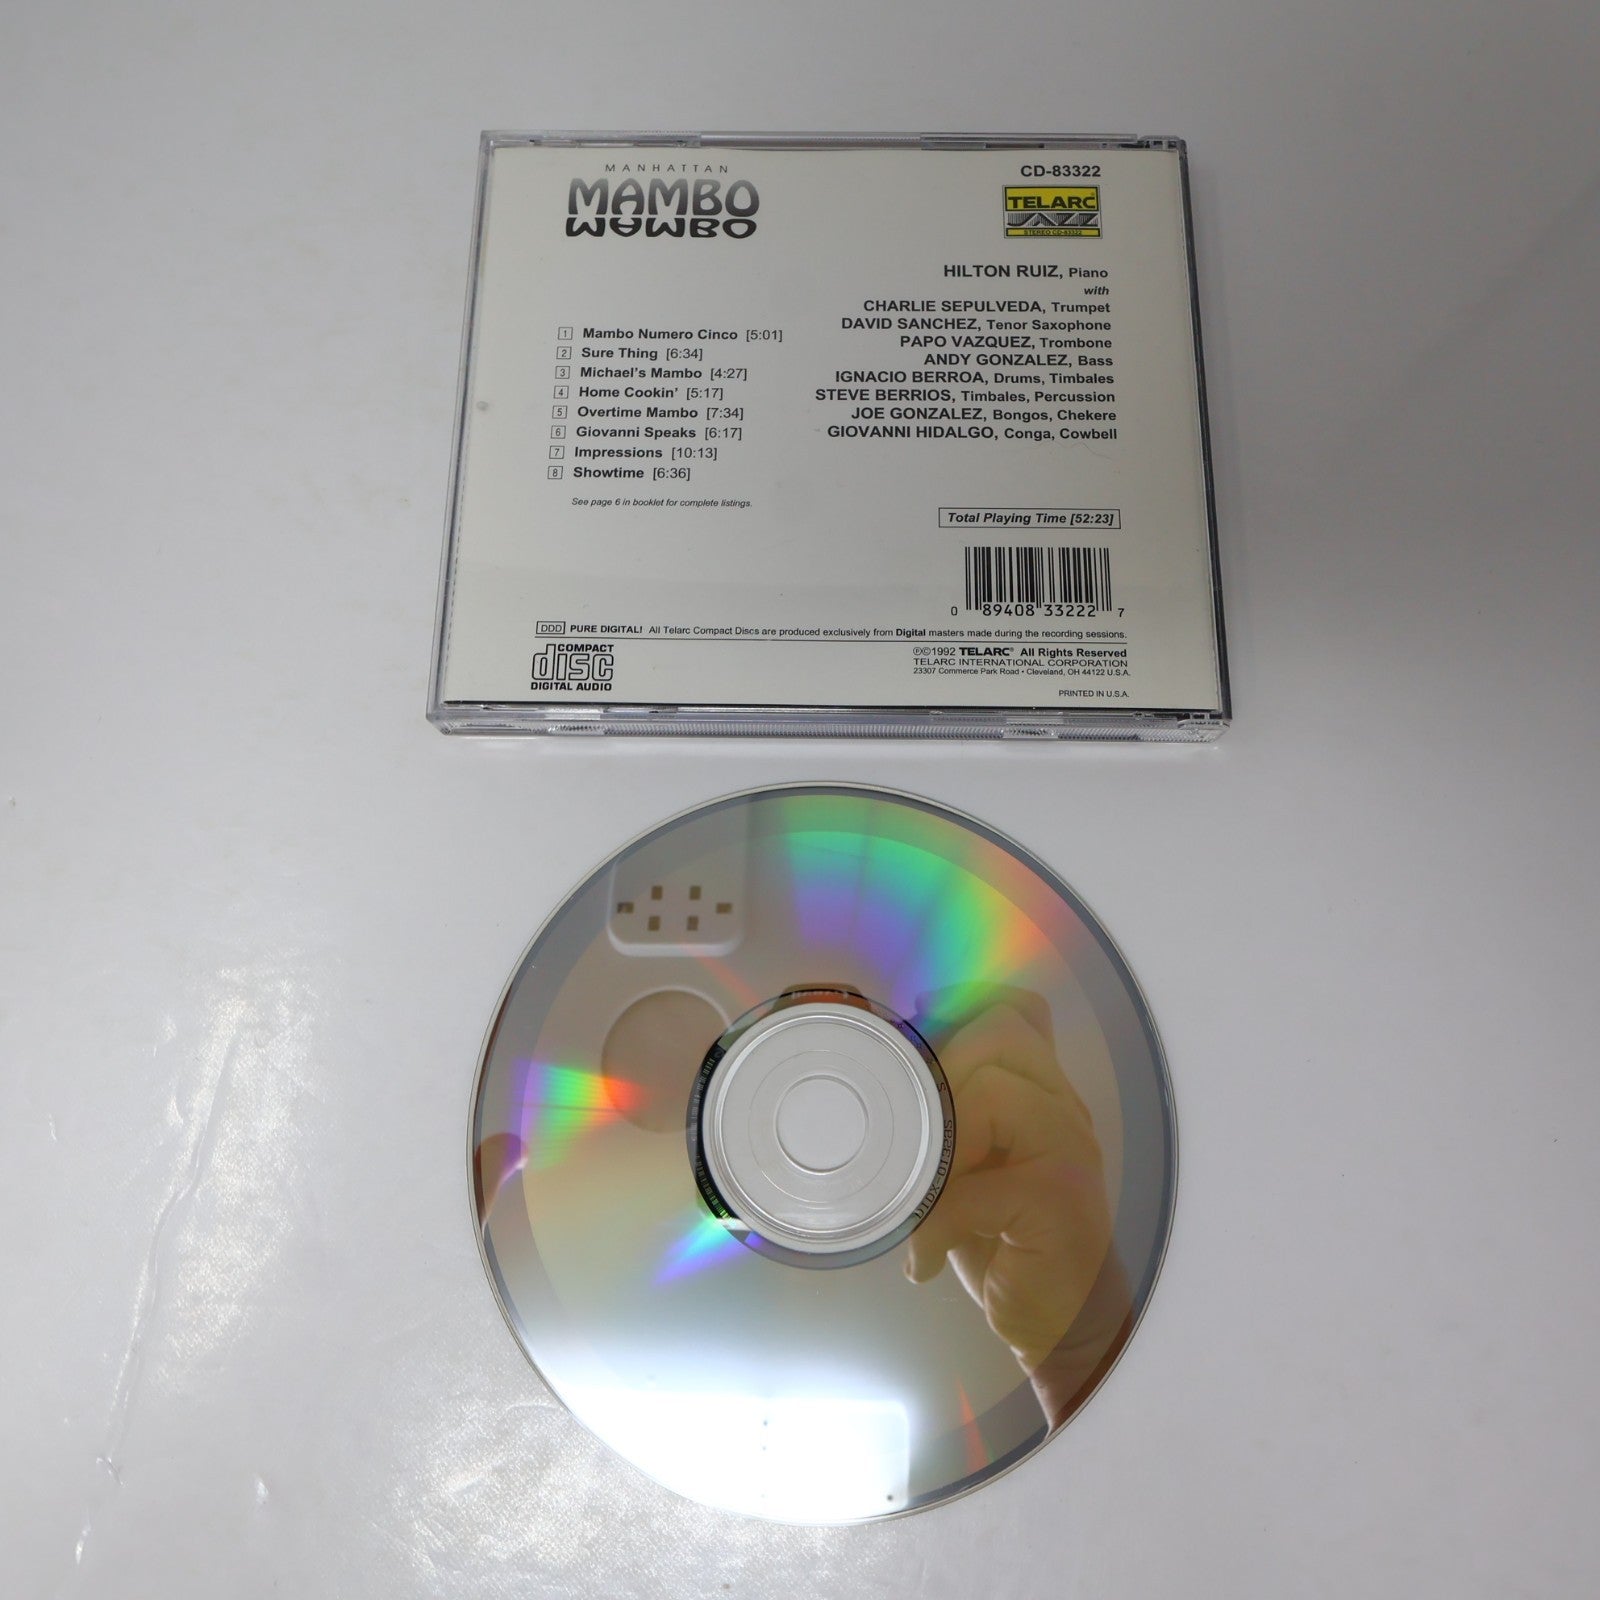 MANHATTAN
MAMBO
MAMBO
CD-83322
TELARC
JAZZ
STEREO CD-83322
HILTON RUIZ, Piano
with
CHARLIE SEPULVEDA, Trumpet
DAVID SANCHEZ, Tenor Saxophone
PAPO VAZQUEZ, Trombone
ANDY GONZALEZ, Bass
IGNACIO BERROA, Drums, Timbales
STEVE BERRIOS, Timbales, Percussion
JOE GONZALEZ, Bongos, Chekere
GIOVANNI HIDALGO, Conga, Cowbell
1 Mambo Numero Cinco [5:01]
2 Sure Thing [6:34]
3 Michael's Mambo [4:27]
4 Home Cookin' [5:17]
5 Overtime Mambo [7:34]
6 Giovanni Speaks [6:17]
7 Impressions [10:13]
8 Showtime [6:36]
See page 6 in booklet for complete listings.
Total Playing Time [52:23]
0 89408 33222 7
DDD PURE DIGITAL! All Telarc Compact Discs are produced exclusively from Digital masters made during the recording sessions.
COMPACT
disc
DIGITAL AUDIO
℗©1992 TELARC® All Rights Reserved
TELARC INTERNATIONAL CORPORATION
23307 Commerce Park Road • Cleveland, OH 44122 U.S.A.
PRINTED IN U.S.A.